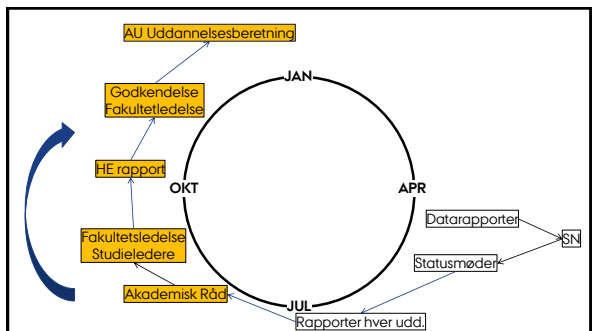 AU Uddannelsesberetning
JAN
Godkendelse
Fakultetledelse
HE rapport
OKT
APR
Datarapporter
SN
Fakultetsledelse
Studieledere
Statusmøder
Akademisk Råd
JUL
Rapporter hver udd.